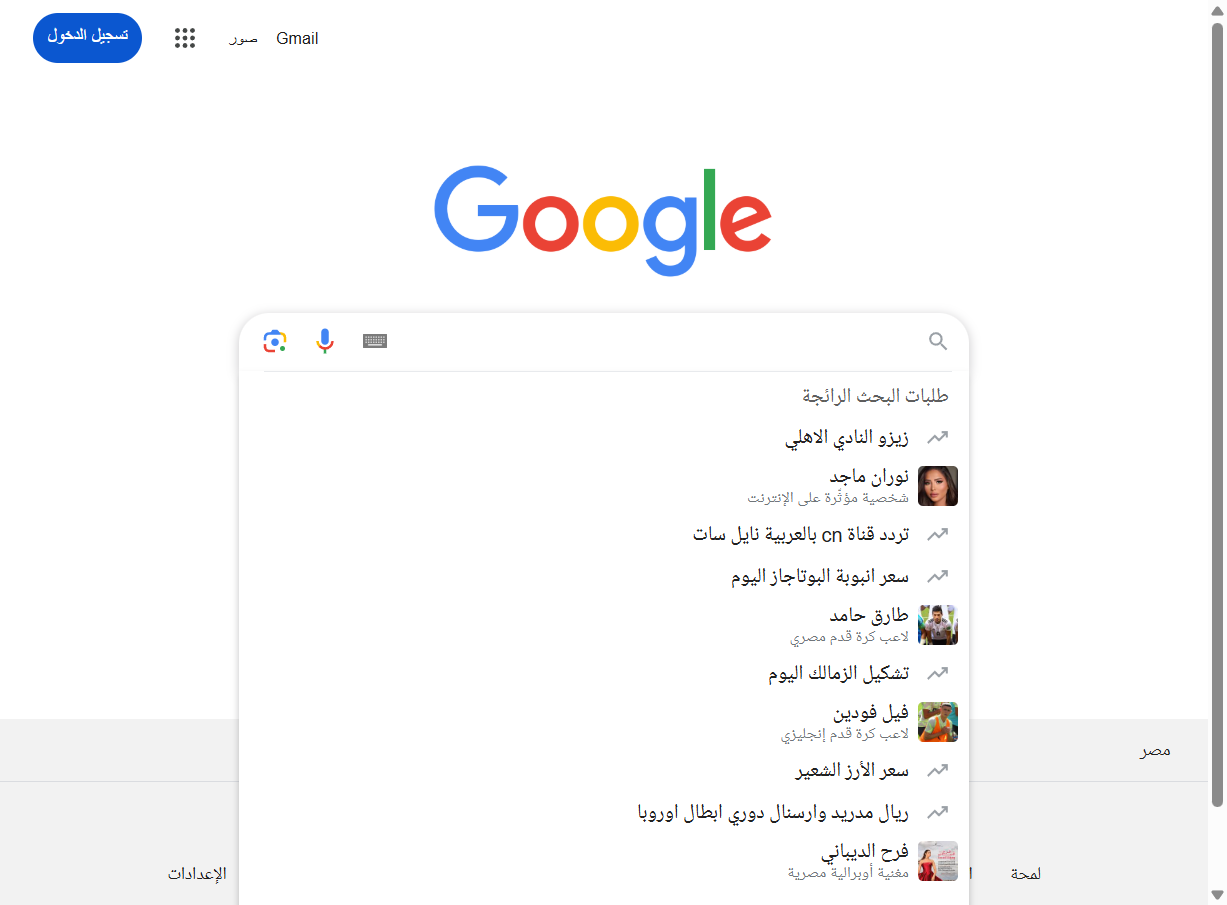 تسجيل الدخول
صور
Gmail
Google
طلبات البحث الرائجة
زيزو النادي الاهلي
نوران ماجد
شخصية مؤثّرة على الإنترنت
تردد قناة cn بالعربية نايل سات
سعر انبوبة البوتاجاز اليوم
طارق حامد
لاعب كرة قدم مصري
تشكيل الزمالك اليوم
فيل فودين
لاعب كرة قدم إنجليزي
مصر
سعر الأرز الشعير
ريال مدريد وارسنال دوري ابطال اوروبا
فرح الديباني
مغنية أوبرالية مصرية
لمحة
الإعدادات